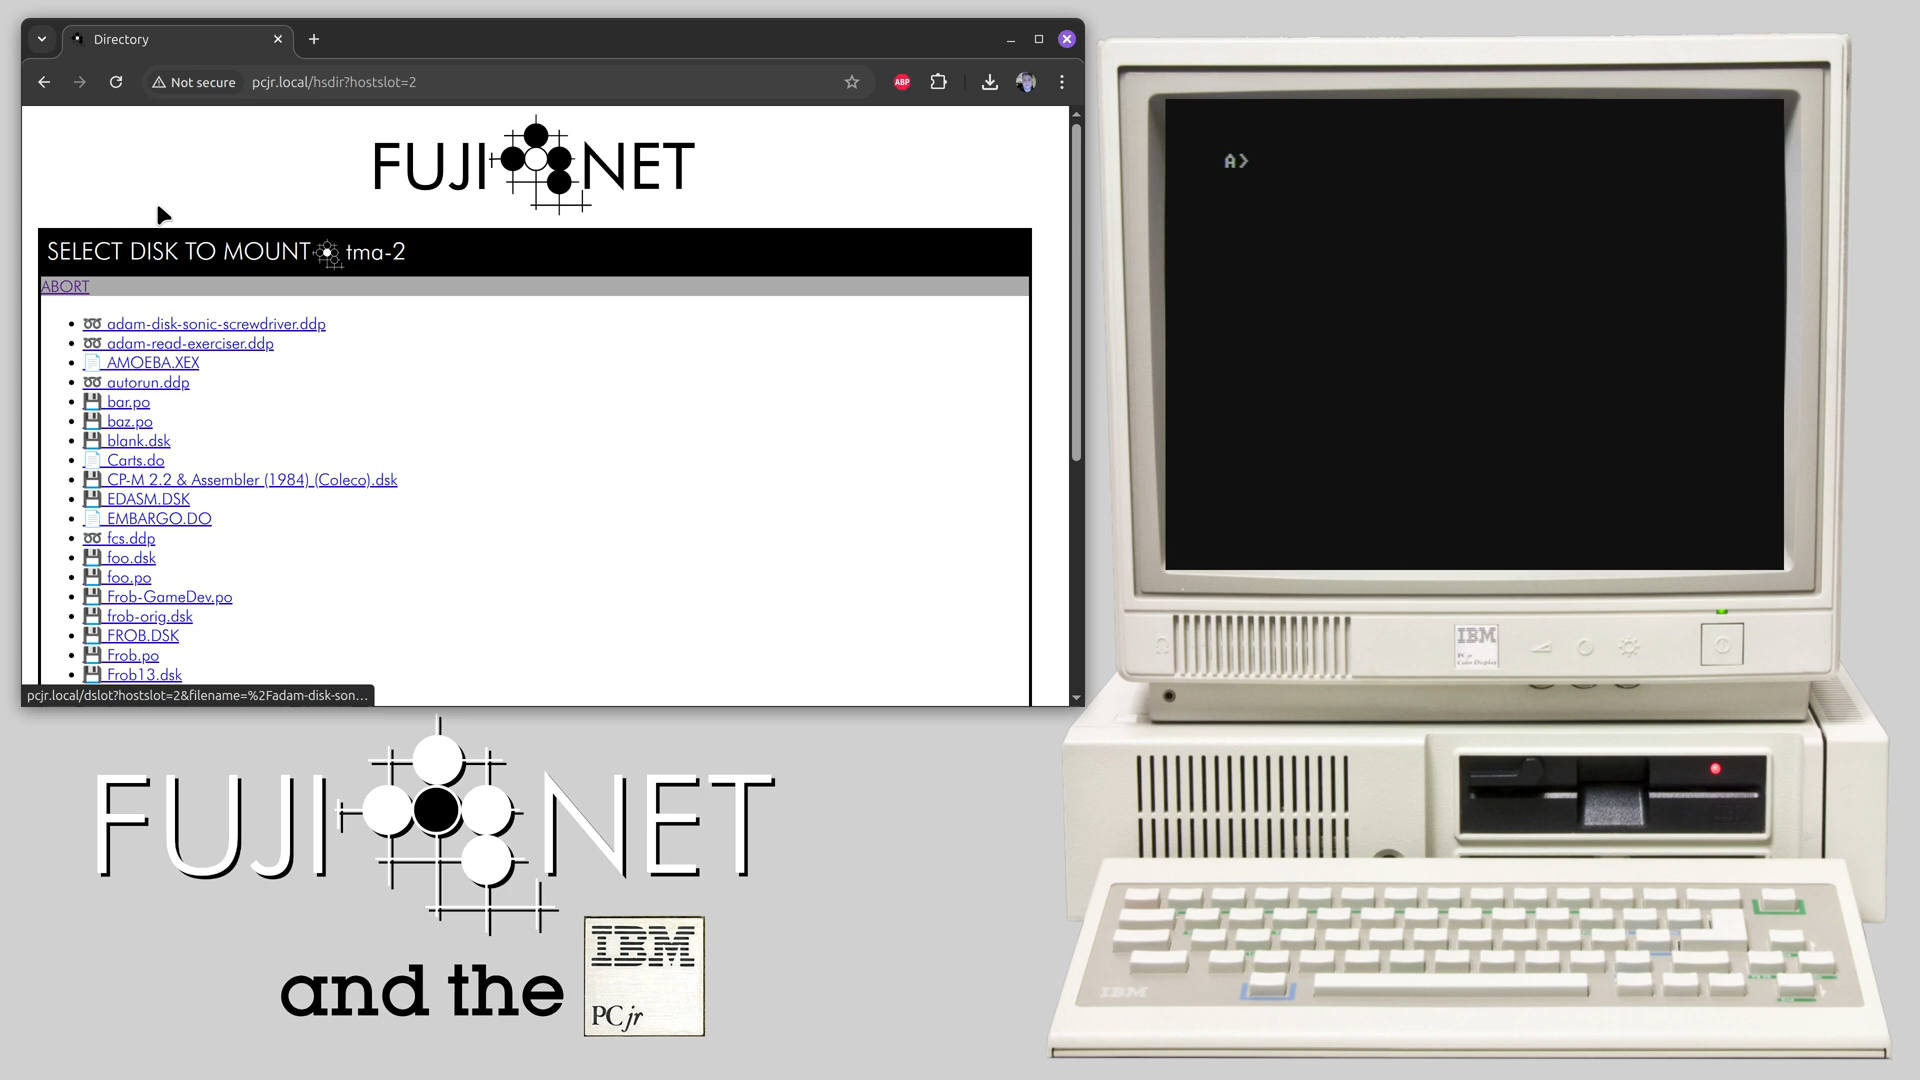 Directory
Not secure
pcjr.local/hsdir?hostslot=2
ABP
FUJI NET
SELECT DISK TO MOUNT tma-2
ABORT
adam-disk-sonic-screwdriver.ddp
adam-read-exerciser.ddp
AMOEBA.XEX
autorun.ddp
bar.po
baz.po
blank.dsk
Carts.do
CP-M 2.2 & Assembler (1984) (Coleco).dsk
EDASM.DSK
EMBARGO.DO
fcs.ddp
foo.dsk
foo.po
Frob-GameDev.po
frob-orig.dsk
FROB.DSK
Frob.po
Frob13.dsk
pcjr.local/dslot?hostslot=2&filename=%2Fadam-disk-son...
A>
IBM
PCjr
Color Display
FUJI NET
and the
IBM
PCjr
IBM